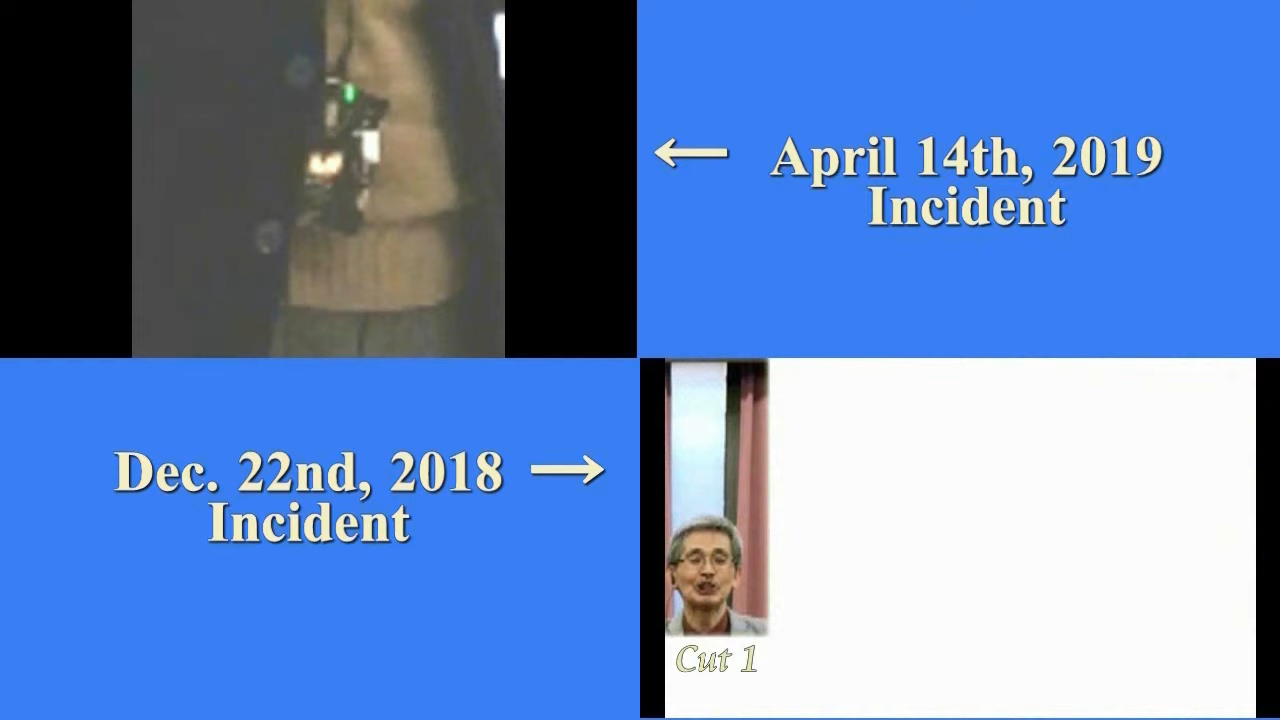 ← April 14th, 2019
Incident
Dec. 22nd, 2018 →
Incident
Cut 1